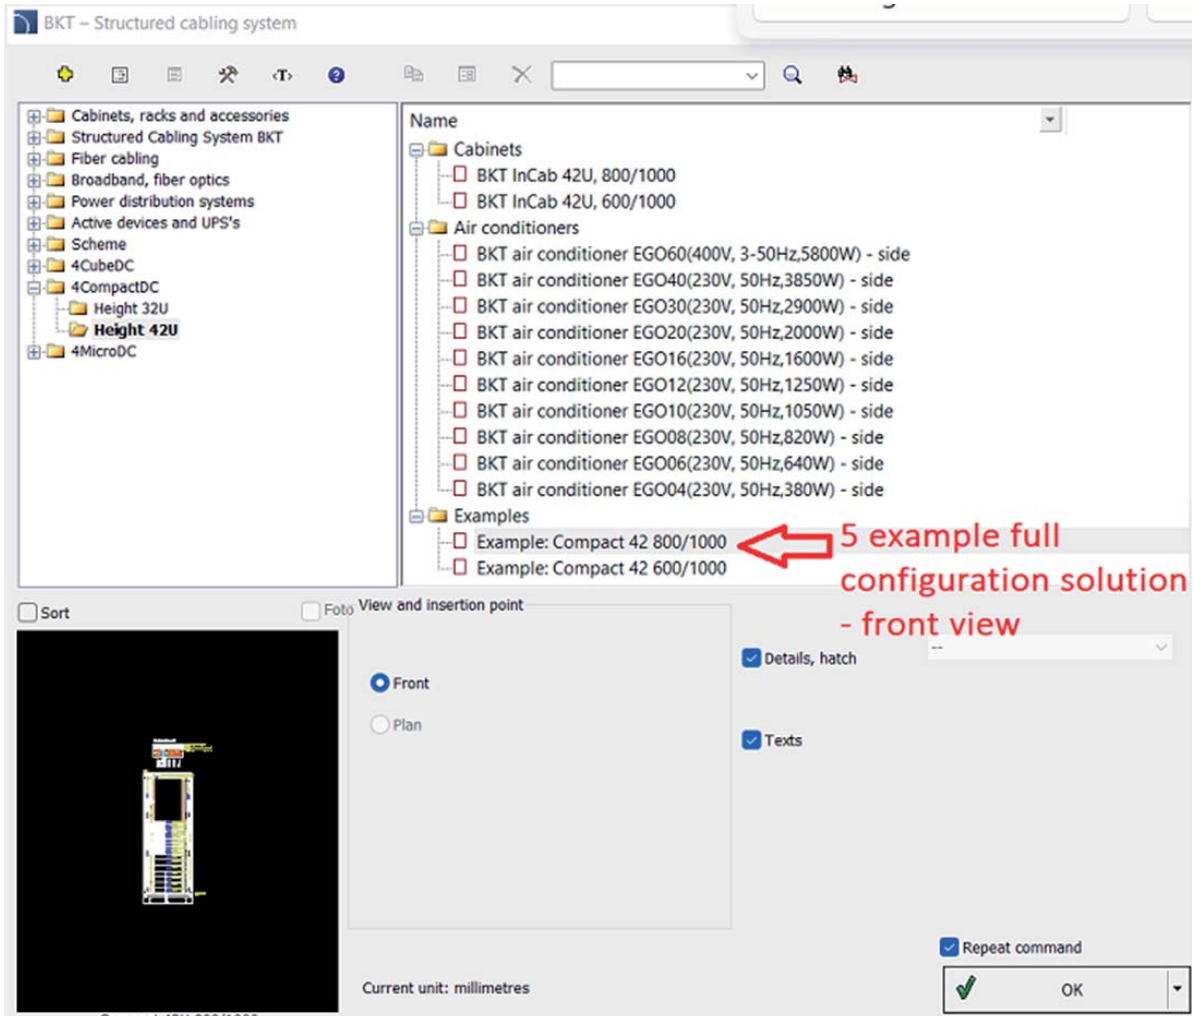 BKT – Structured cabling system
<T>
?
Cabinets, racks and accessories
Structured Cabling System BKT
Fiber cabling
Broadband, fiber optics
Power distribution systems
Active devices and UPS's
Scheme
4CubeDC
4CompactDC
Height 32U
Height 42U
4MicroDC
Name
Cabinets
BKT InCab 42U, 800/1000
BKT InCab 42U, 600/1000
Air conditioners
BKT air conditioner EGO60(400V, 3-50Hz,5800W) - side
BKT air conditioner EGO40(230V, 50Hz,3850W) - side
BKT air conditioner EGO30(230V, 50Hz,2900W) - side
BKT air conditioner EGO20(230V, 50Hz,2000W) - side
BKT air conditioner EGO16(230V, 50Hz,1600W) - side
BKT air conditioner EGO12(230V, 50Hz,1250W) - side
BKT air conditioner EGO10(230V, 50Hz,1050W) - side
BKT air conditioner EGO08(230V, 50Hz,820W) - side
BKT air conditioner EGO06(230V, 50Hz,640W) - side
BKT air conditioner EGO04(230V, 50Hz,380W) - side
Examples
Example: Compact 42 800/1000
Example: Compact 42 600/1000
5 example full
configuration solution
- front view
Sort
Foto
View and insertion point
Front
Plan
Details, hatch
--
Texts
Current unit: millimetres
Repeat command
OK